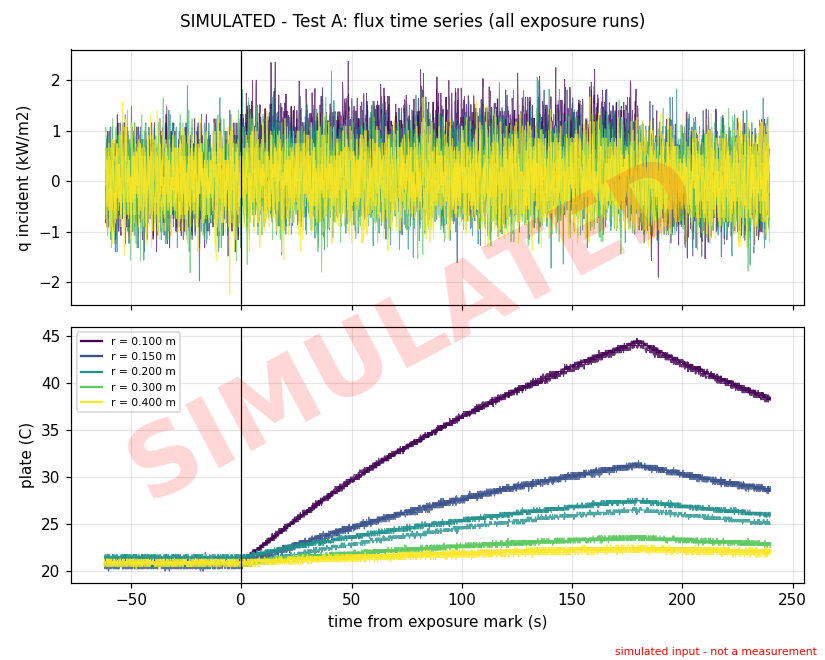 SIMULATED - Test A: flux time series (all exposure runs)
2
1
0
−1
−2
q incident (kW/m2)
SIMULATED
45
40
35
30
25
20
plate (C)
r = 0.100 m
r = 0.150 m
r = 0.200 m
r = 0.300 m
r = 0.400 m
−50 0 50 100 150 200 250
time from exposure mark (s)
simulated input - not a measurement